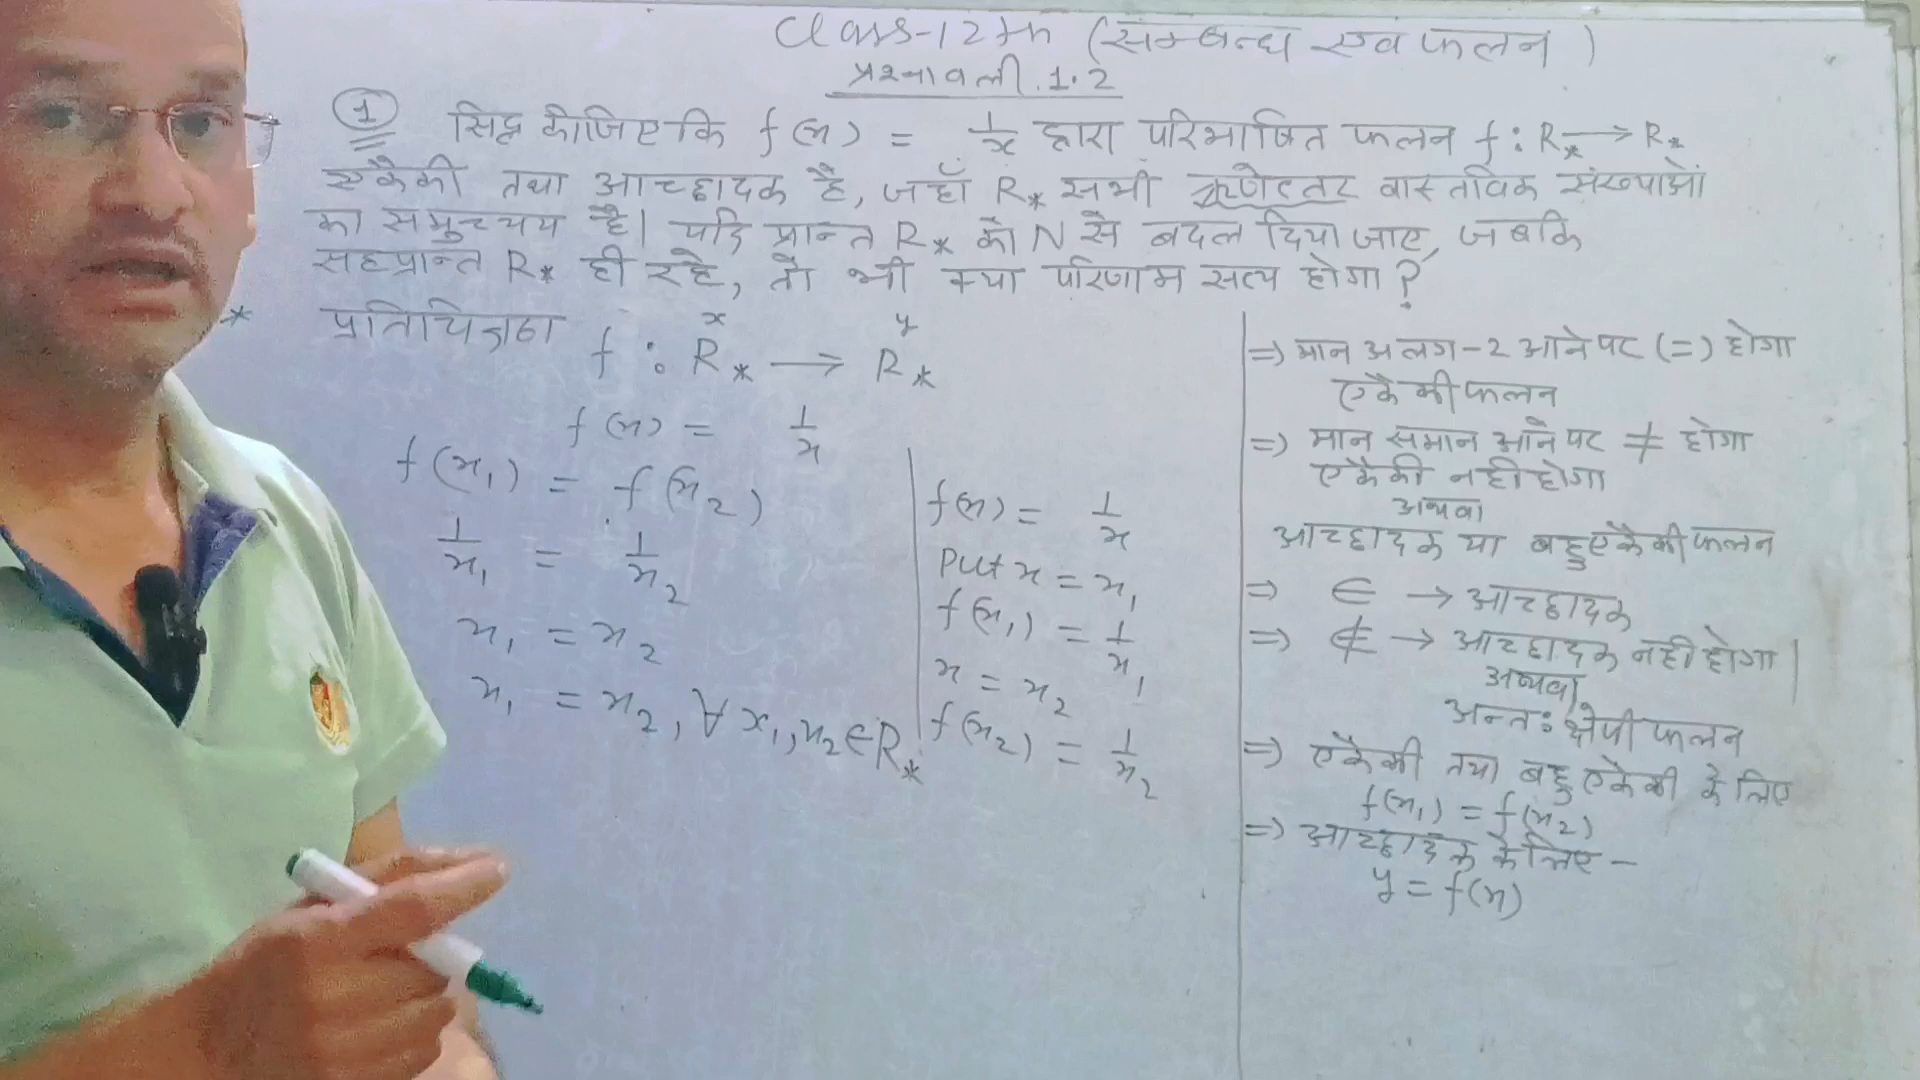 Class-12th (सम्बन्ध एव फलन)
प्रश्नावली.1.2
① सिद्ध कीजिए कि f(x) = 1/x द्वारा परिभाषित फलन f : R* → R*
एकैकी तथा आच्छादक है, जहाँ R* सभी ऋणेत्तर वास्तविक संख्याओं
का समुच्चय है। यदि प्रान्त R* को N से बदल दिया जाए, जबकि
सहप्रान्त R* ही रहे, तो भी क्या परिणाम सत्य होगा?
* 
x y
f : R* → R*
f(x) = 1/x
f(x₁) = f(x₂)
1/x₁ = 1/x₂
x₁ = x₂
x₁ = x₂, ∀ x₁, x₂ ∈ R*
f(x) = 1/x
Put x = x₁
f(x₁) = 1/x₁
x = x₂
f(x₂) = 1/x₂
⇒ मान अलग-2 आने पर (=) होगा
एकैकी फलन
⇒ मान समान आने पर ≠ होगा
एकैकी नही होगा
अथवा
आच्छादक या बहुएकैकी फलन
⇒ ∈ → आच्छादक
⇒ ∉ → आच्छादक नही होगा |
अथवा
अन्तः क्षेपी फलन
⇒ एकैकी तथा बहुएकैकी के लिए
f(x₁) = f(x₂)
⇒ आच्छादक के लिए –
y = f(x)